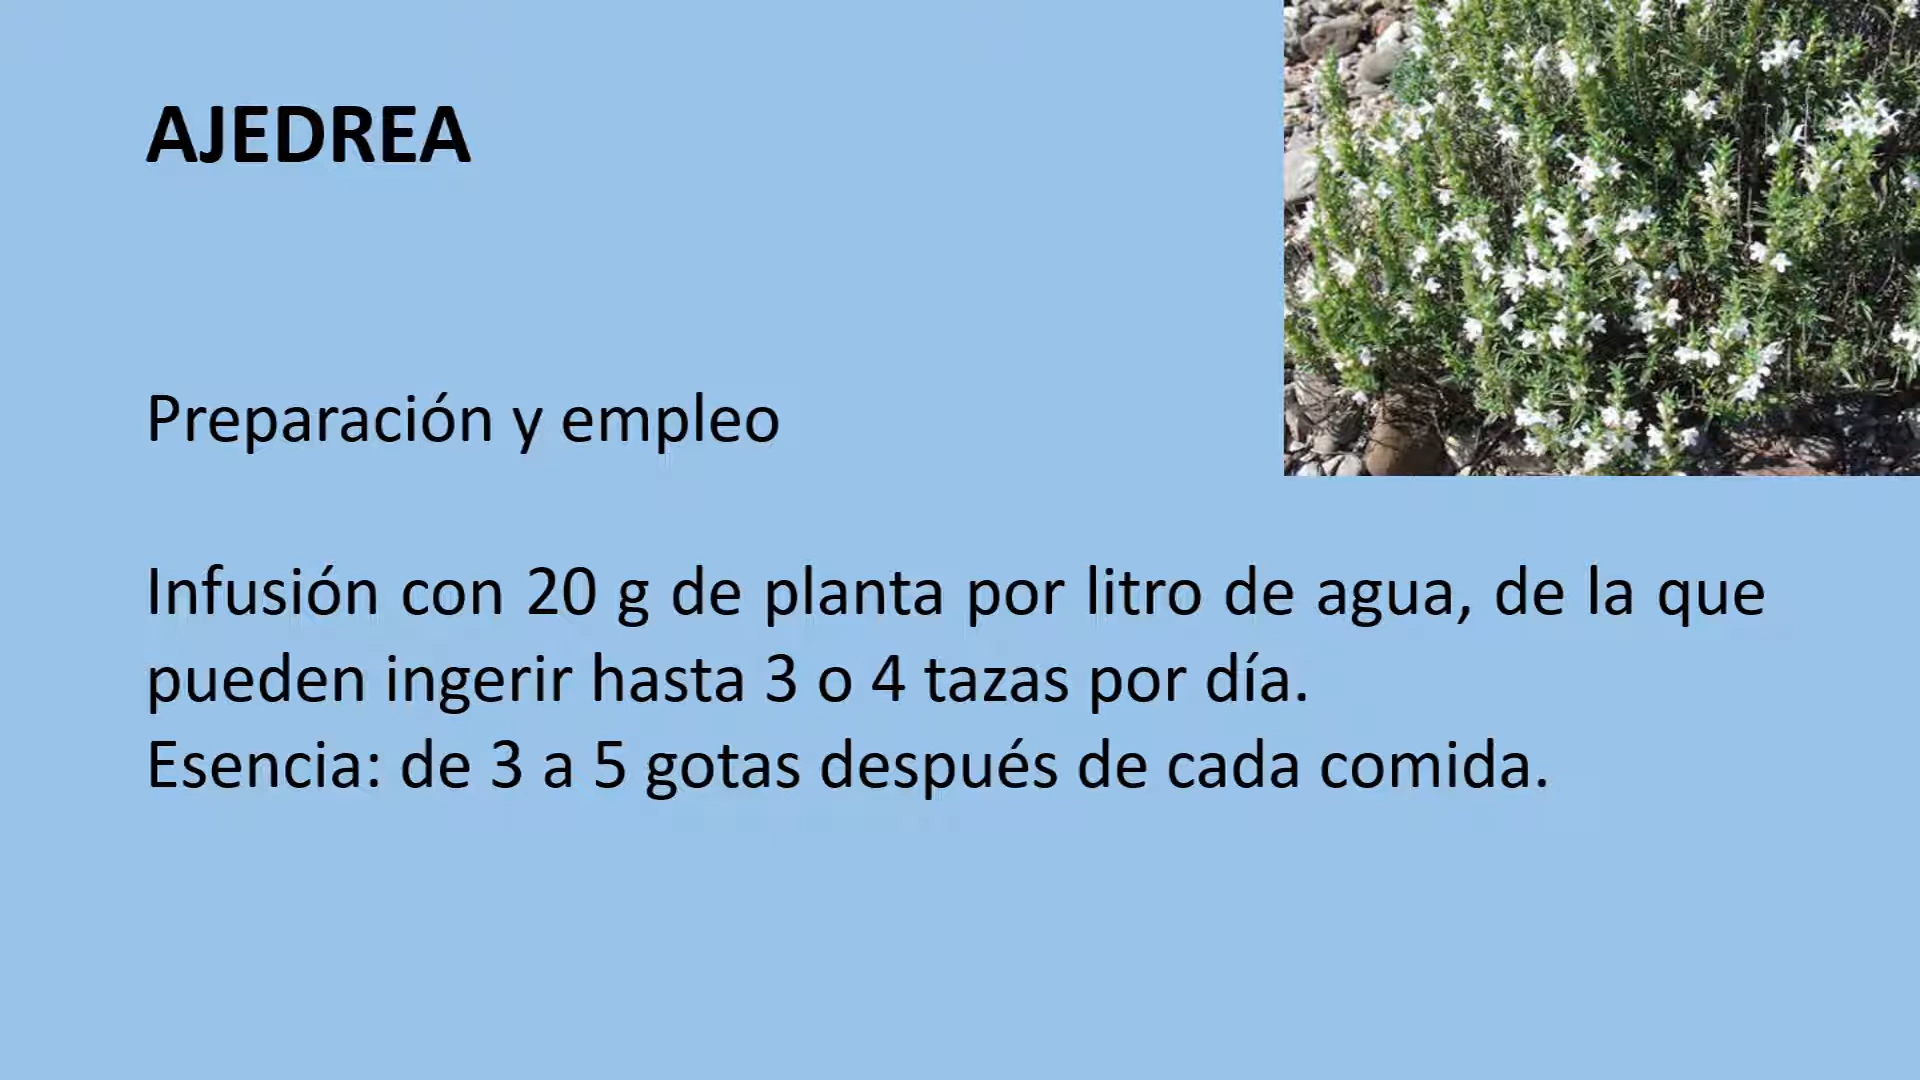 AJEDREA
Preparación y empleo
Infusión con 20 g de planta por litro de agua, de la que
pueden ingerir hasta 3 o 4 tazas por día.
Esencia: de 3 a 5 gotas después de cada comida.